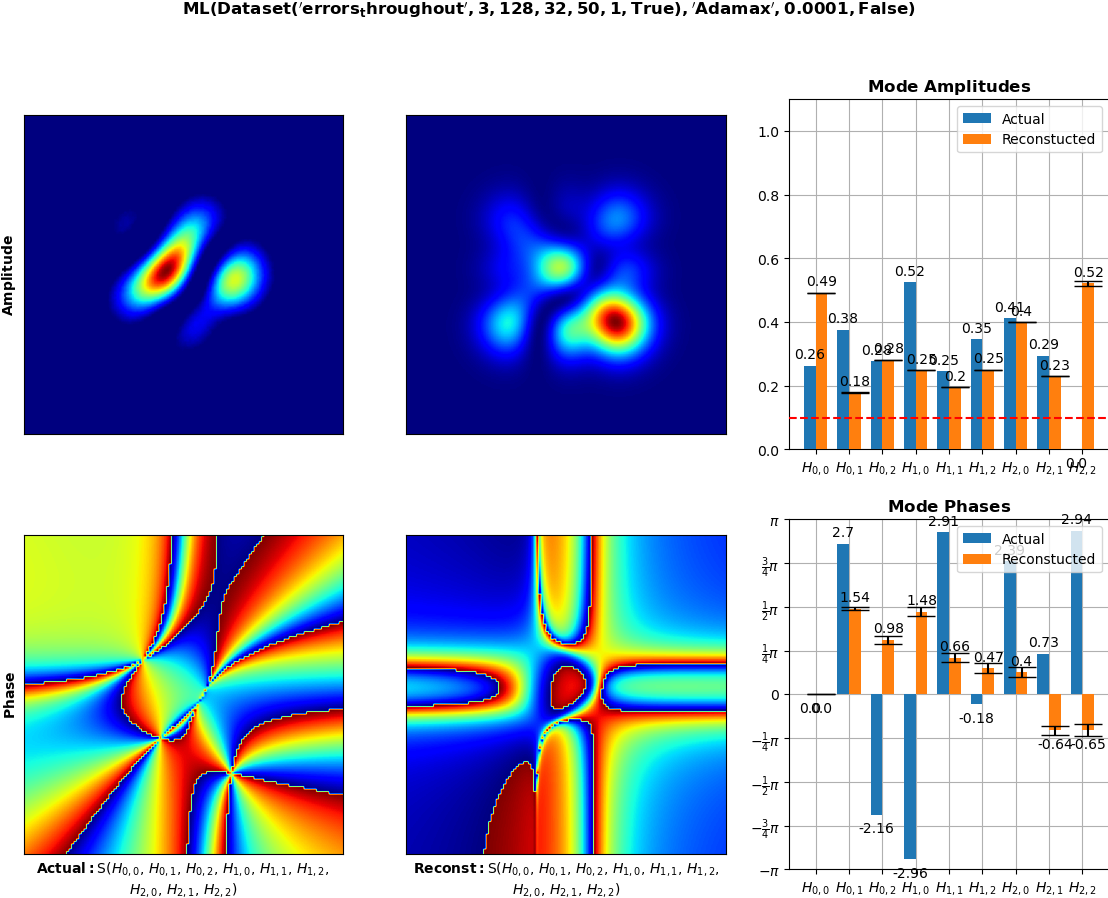 ML(Dataset('errors_throughout', 3, 128, 32, 50, 1, True), 'Adamax', 0.0001, False)
Amplitude
Mode Amplitudes
Actual
Reconstucted
1.0
0.8
0.6
0.4
0.2
0.0
0.26
0.49
0.38
0.18
0.28
0.28
0.52
0.25
0.25
0.2
0.35
0.25
0.41
0.4
0.29
0.23
0.0
0.52
H0,0 H0,1 H0,2 H1,0 H1,1 H1,2 H2,0 H2,1 H2,2
Phase
Actual: S(H0,0, H0,1, H0,2, H1,0, H1,1, H1,2,
H2,0, H2,1, H2,2)
Reconst: S(H0,0, H0,1, H0,2, H1,0, H1,1, H1,2,
H2,0, H2,1, H2,2)
Mode Phases
Actual
Reconstucted
π
3/4π
1/2π
1/4π
0
−1/4π
−1/2π
−3/4π
−π
0.0
0.0
2.7
1.54
-2.16
0.98
-2.96
1.48
2.91
0.66
-0.18
0.47
2.39
0.4
0.73
-0.64
2.94
-0.65
H0,0 H0,1 H0,2 H1,0 H1,1 H1,2 H2,0 H2,1 H2,2